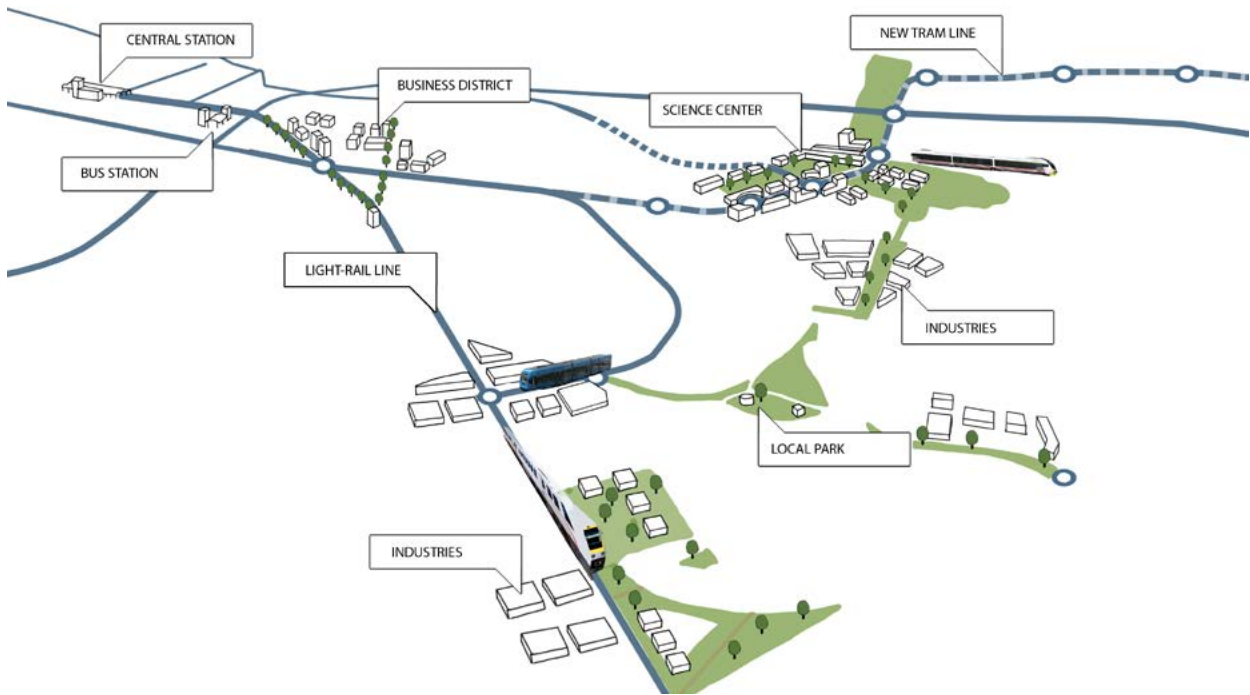 CENTRAL STATION
NEW TRAM LINE
BUSINESS DISTRICT
SCIENCE CENTER
BUS STATION
LIGHT-RAIL LINE
INDUSTRIES
LOCAL PARK
INDUSTRIES